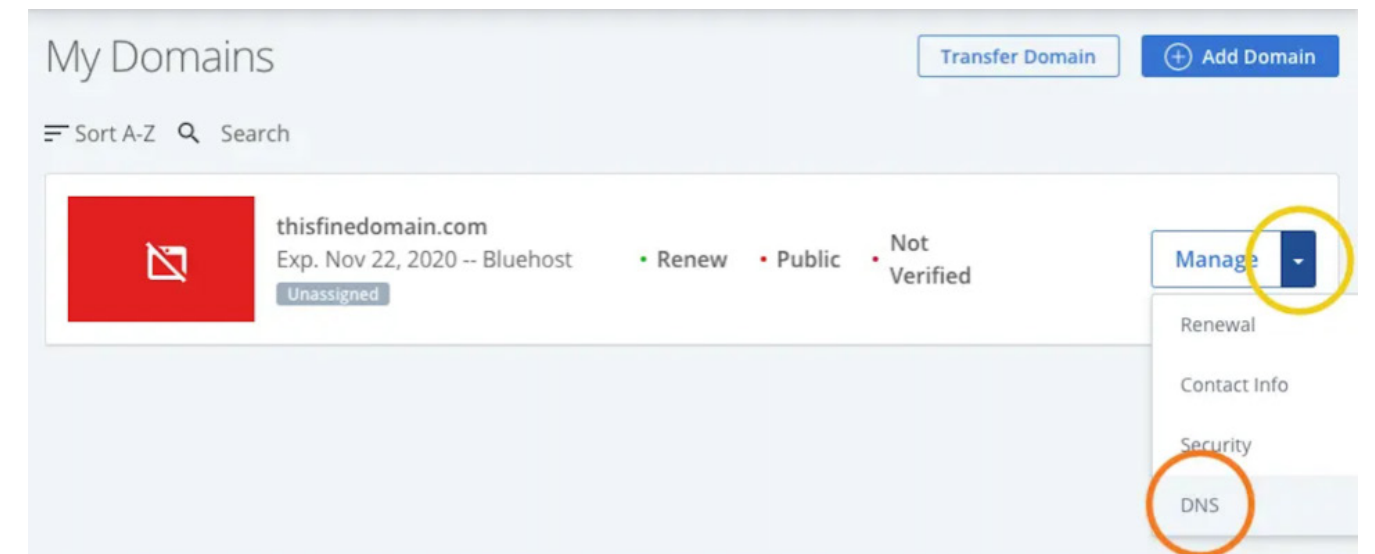 My Domains
Transfer Domain
Add Domain
Sort A-Z Search
thisfinedomain.com
Exp. Nov 22, 2020 -- Bluehost
Unassigned
• Renew • Public • Not
Verified
Manage
Renewal
Contact Info
Security
DNS